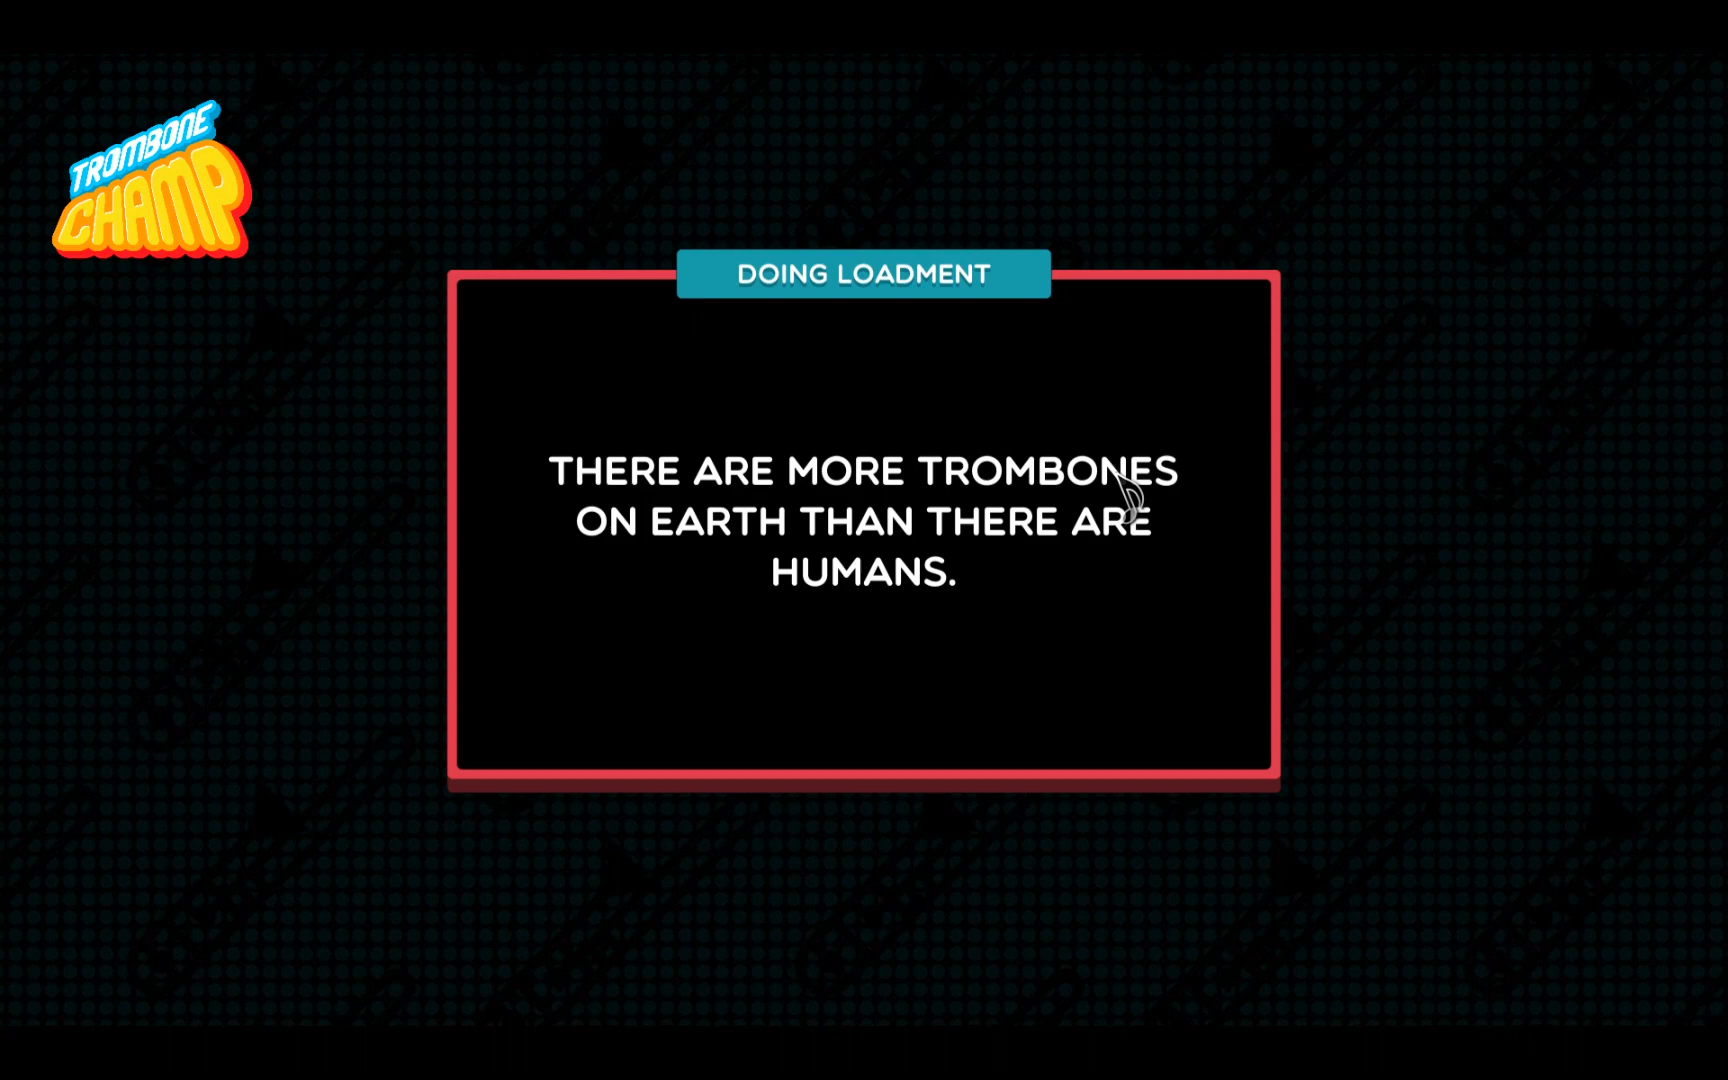 TROMBONE
CHAMP
DOING LOADMENT
THERE ARE MORE TROMBONES
ON EARTH THAN THERE ARE
HUMANS.